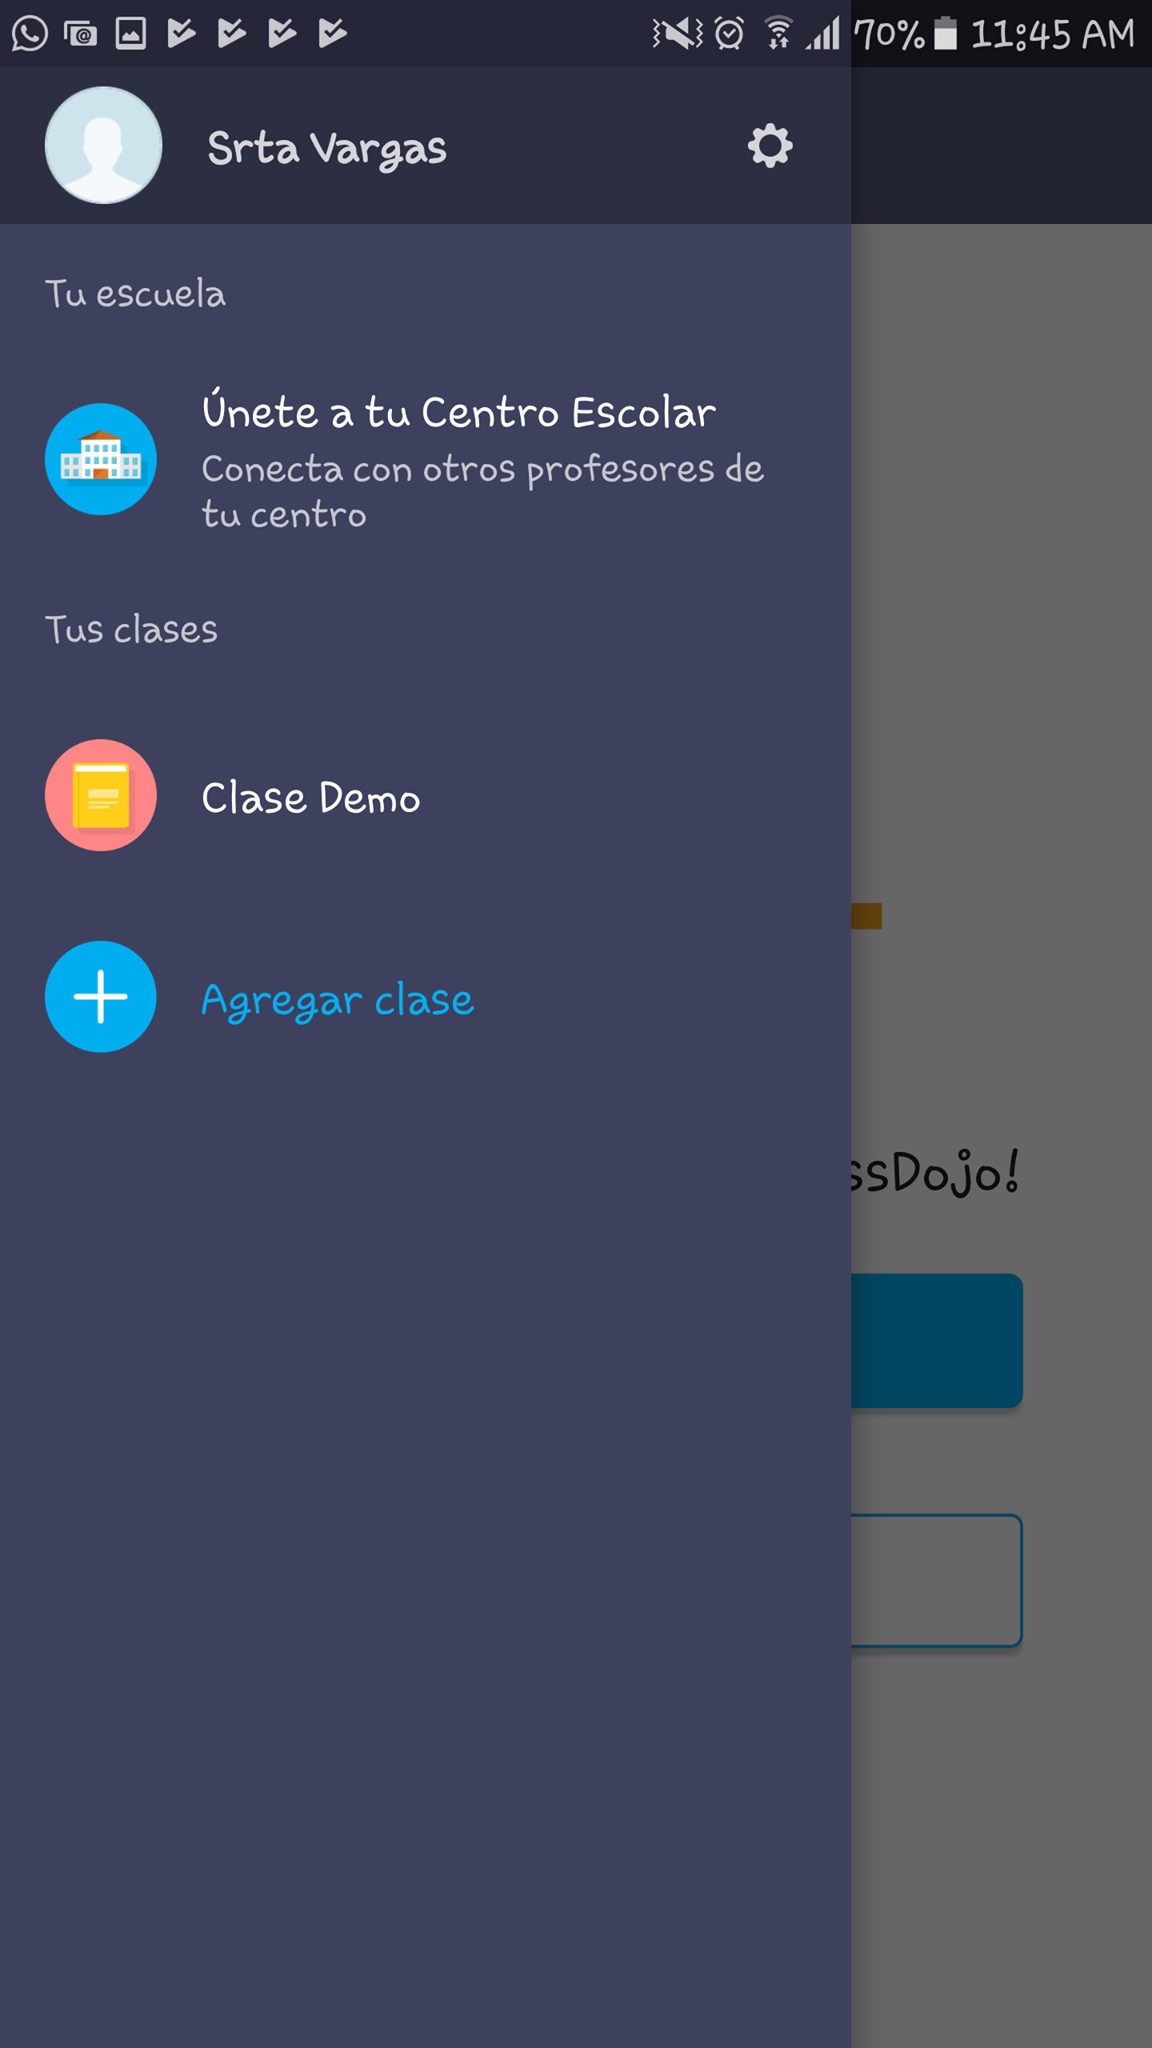 70% 11:45 AM
Srta Vargas
Tu escuela
Únete a tu Centro Escolar
Conecta con otros profesores de
tu centro
Tus clases
Clase Demo
Agregar clase
ssDojo!